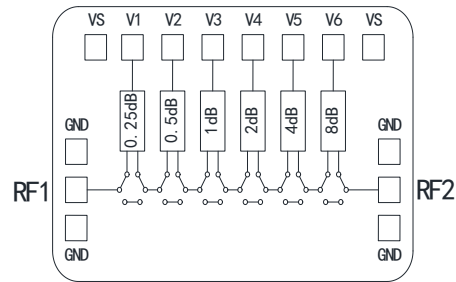 VS V1 V2 V3 V4 V5 V6 VS
0.25dB 0.5dB 1dB 2dB 4dB 8dB
GND GND
RF1 RF2
GND GND